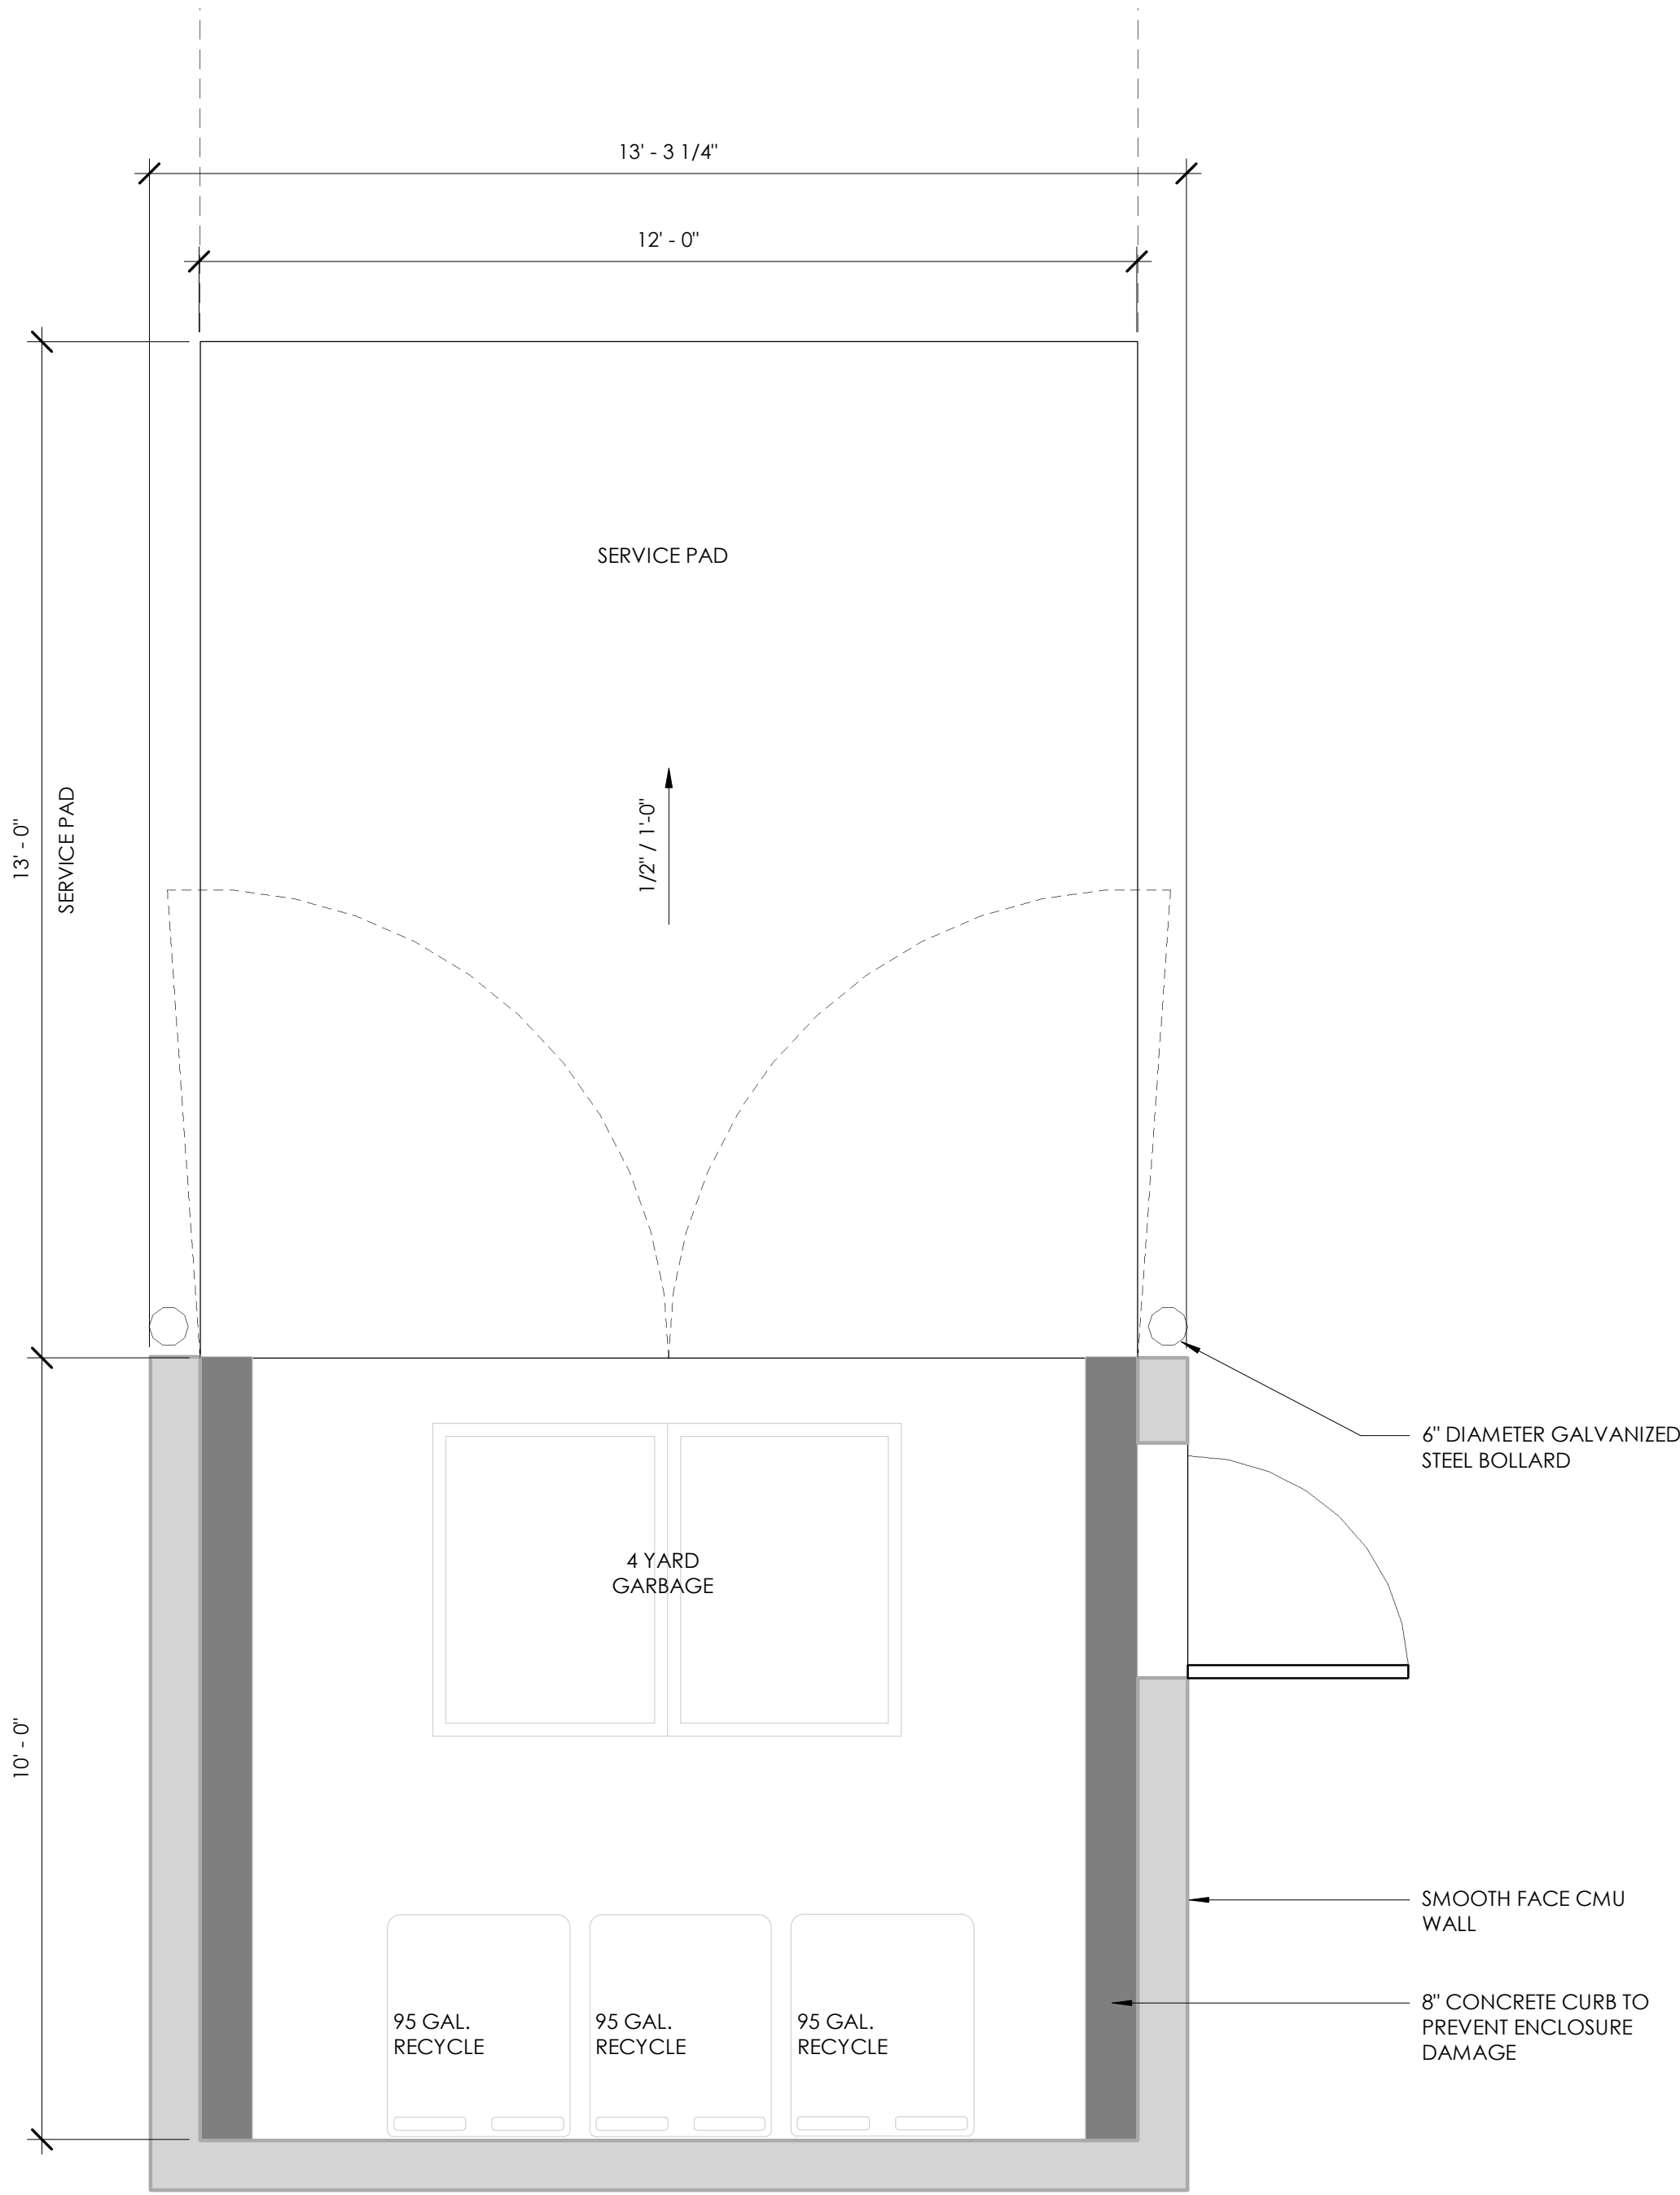 13' - 3 1/4"
12' - 0"
SERVICE PAD
13' - 0"
SERVICE PAD
1/2" / 1'-0"
6" DIAMETER GALVANIZED
STEEL BOLLARD
4 YARD
GARBAGE
10' - 0"
SMOOTH FACE CMU
WALL
8" CONCRETE CURB TO
PREVENT ENCLOSURE
DAMAGE
95 GAL.
RECYCLE
95 GAL.
RECYCLE
95 GAL.
RECYCLE